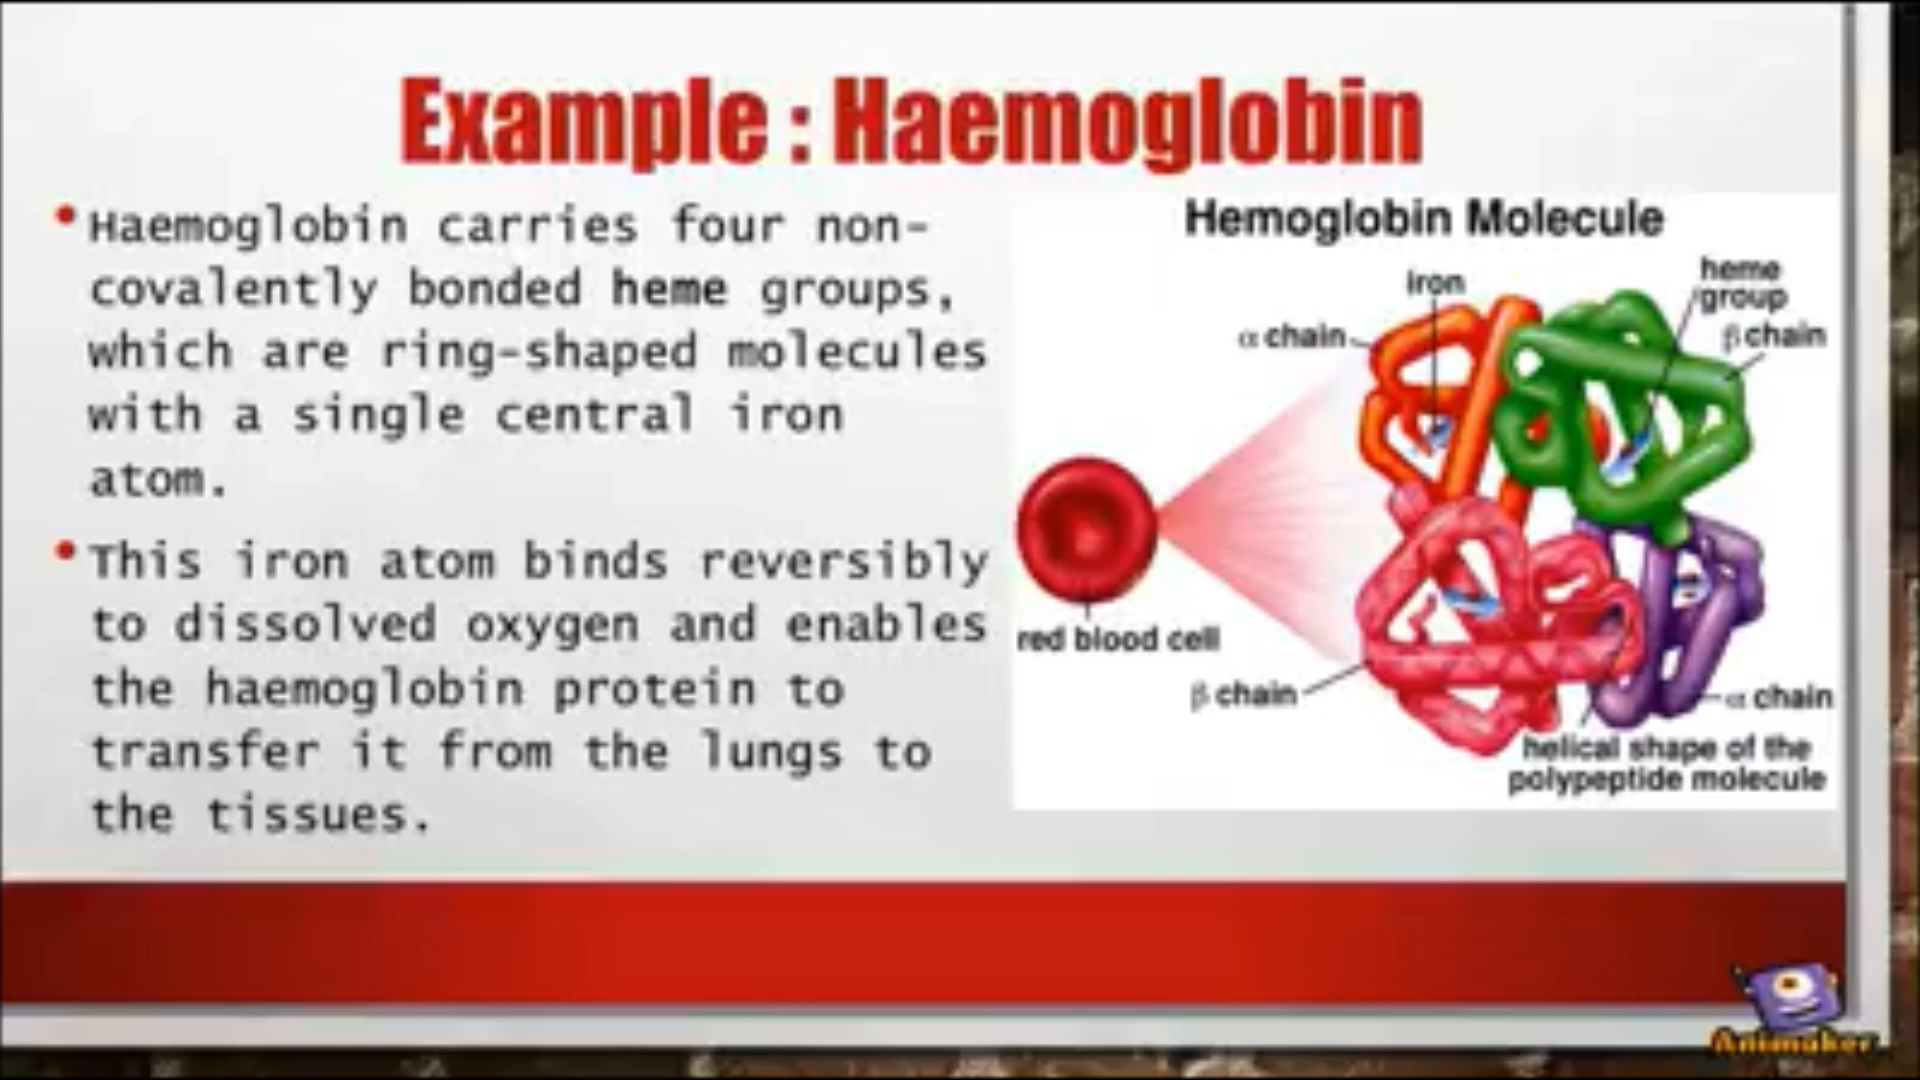 Example : Haemoglobin
• Haemoglobin carries four non-
covalently bonded heme groups,
which are ring-shaped molecules
with a single central iron
atom.
• This iron atom binds reversibly
to dissolved oxygen and enables
the haemoglobin protein to
transfer it from the lungs to
the tissues.
Hemoglobin Molecule
iron
heme
group
α chain
β chain
red blood cell
β chain
α chain
helical shape of the
polypeptide molecule
Animaker